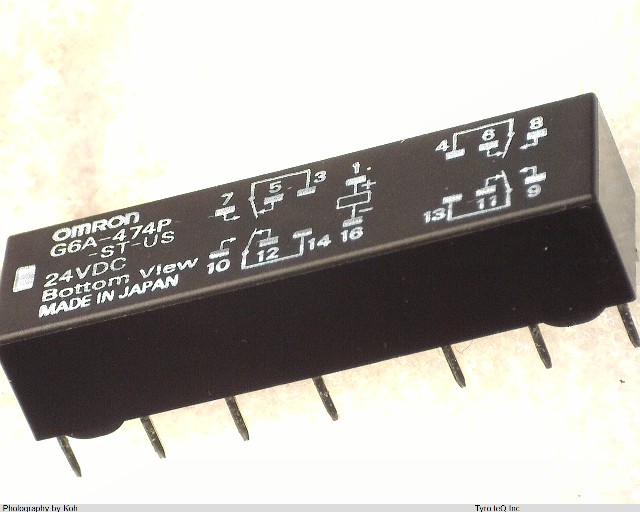 OMRON
G6A-474P
-ST-US
24VDC
Bottom View
MADE IN JAPAN
7 5 3 1 4 6 8
+
-
10 12 14 16 13 11 9
Photography by Koh
Tyro teQ Inc